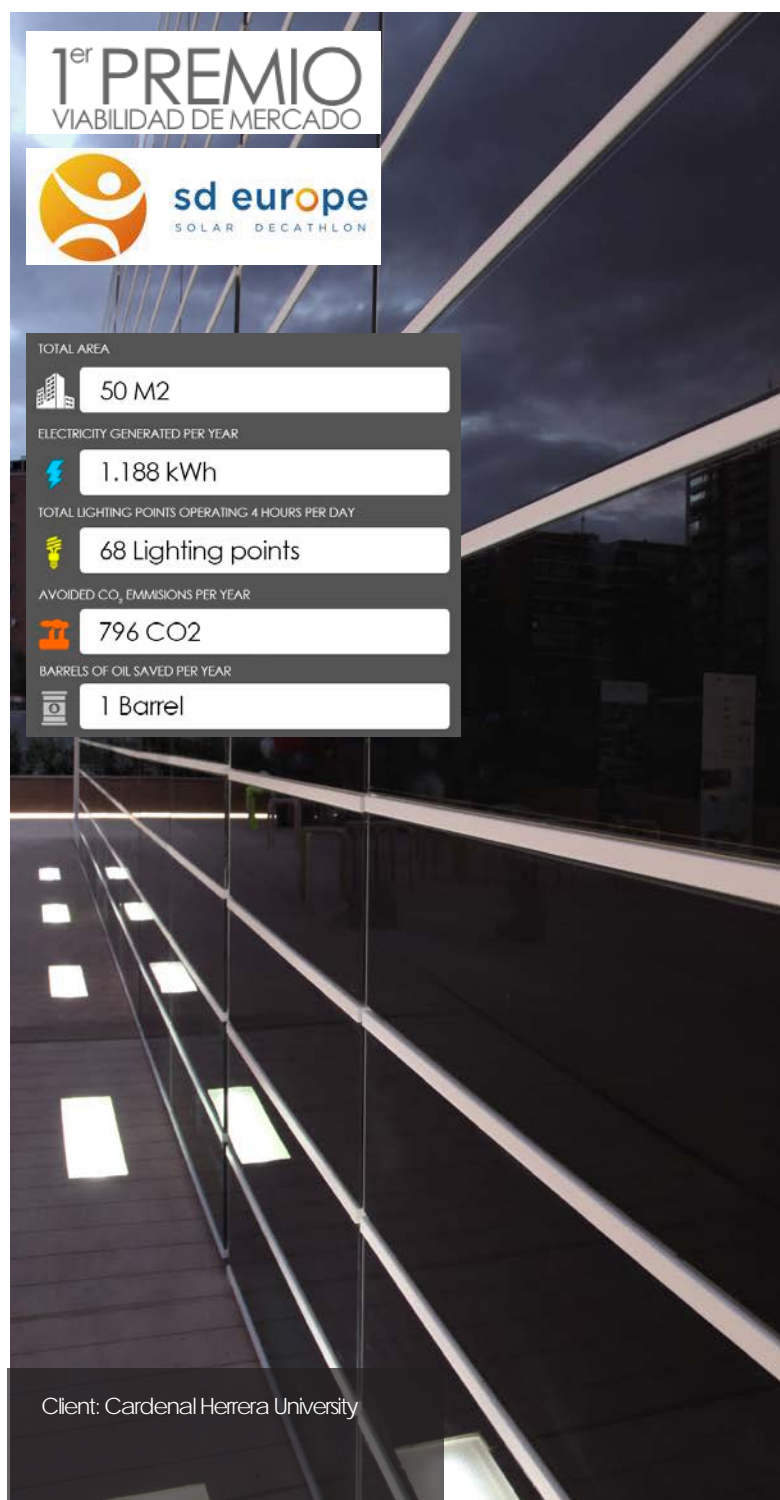 1er PREMIO
VIABILIDAD DE MERCADO
sd europe
SOLAR DECATHLON
TOTAL AREA
50 M2
ELECTRICITY GENERATED PER YEAR
1.188 kWh
TOTAL LIGHTING POINTS OPERATING 4 HOURS PER DAY
68 Lighting points
AVOIDED CO₂ EMMISIONS PER YEAR
796 CO2
BARRELS OF OIL SAVED PER YEAR
1 Barrel
Client: Cardenal Herrera University